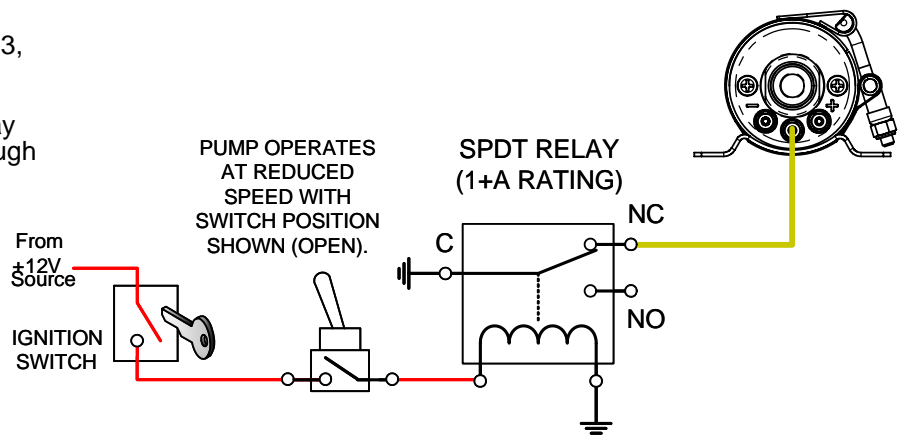 3,
ay
ugh
PUMP OPERATES
AT REDUCED
SPEED WITH
SWITCH POSITION
SHOWN (OPEN).
SPDT RELAY
(1+A RATING)
From
+12V
Source
IGNITION
SWITCH
C
NC
NO
− +